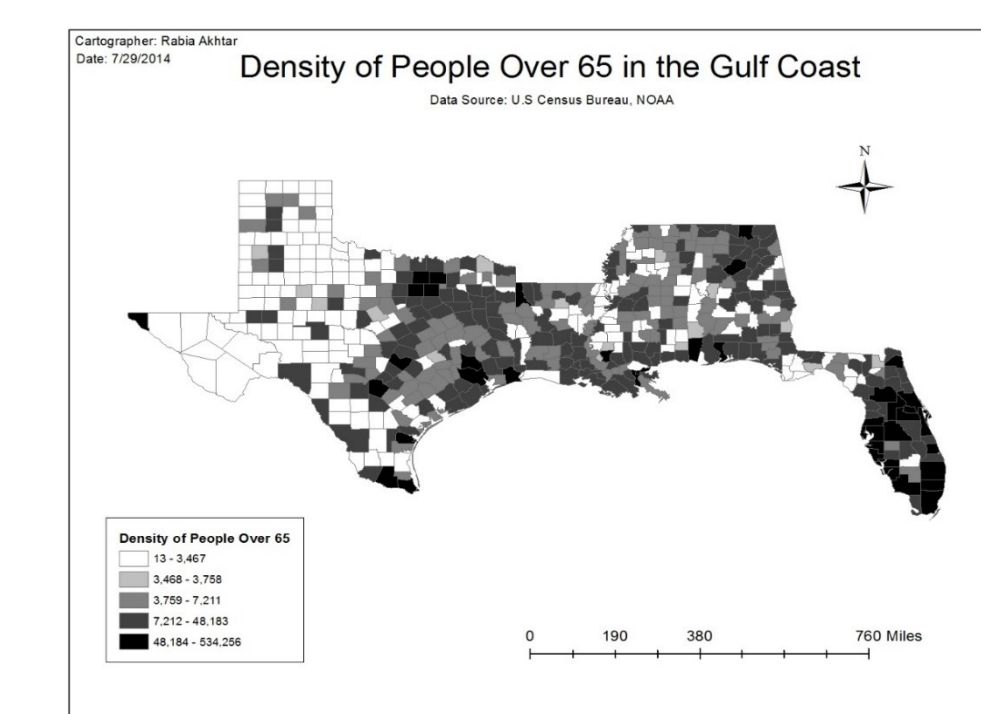 Cartographer: Rabia Akhtar
Date: 7/29/2014
Density of People Over 65 in the Gulf Coast
Data Source: U.S Census Bureau, NOAA
N
Density of People Over 65
13 - 3,467
3,468 - 3,758
3,759 - 7,211
7,212 - 48,183
48,184 - 534,256
0 190 380 760 Miles